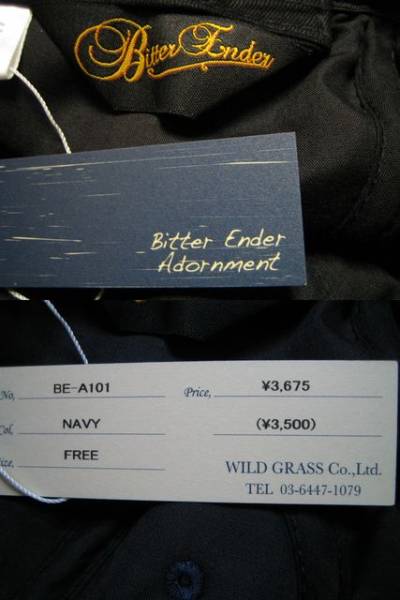 Bitter Ender
Bitter Ender
Adornment
No, BE-A101 Price, ¥3,675
Col, NAVY (¥3,500)
ize, FREE
WILD GRASS Co.,Ltd.
TEL 03-6447-1079